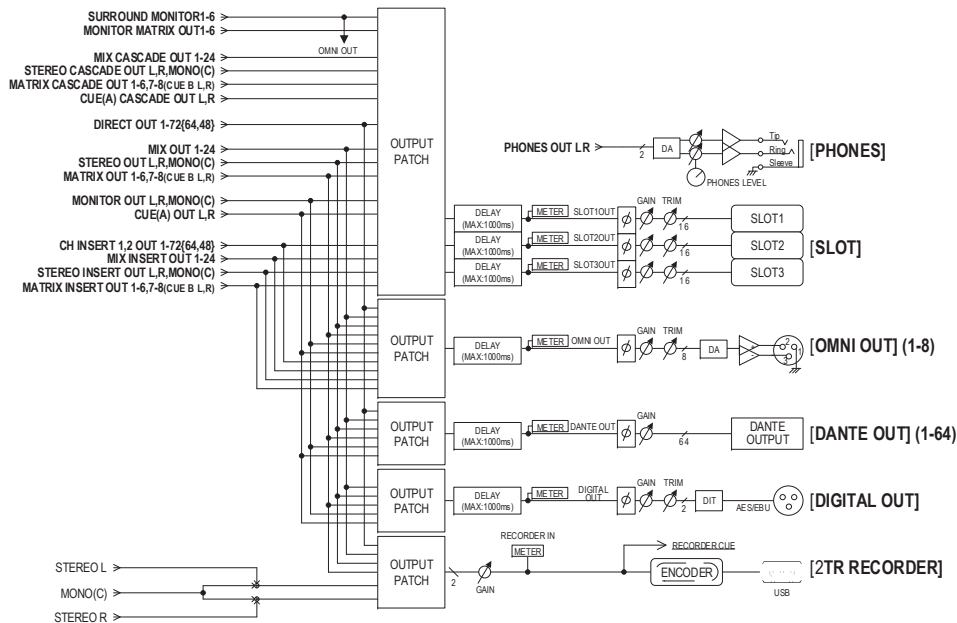 SURROUND MONITOR1-6
MONITOR MATRIX OUT1-6
OMNI OUT
MIX CASCADE OUT 1-24
STEREO CASCADE OUT L,R,MONO(C)
MATRIX CASCADE OUT 1-6,7-8(CUE B L,R)
CUE(A) CASCADE OUT L,R
DIRECT OUT 1-72{64,48}
MIX OUT 1-24
STEREO OUT L,R,MONO(C)
MATRIX OUT 1-6,7-8(CUE B L,R)
MONITOR OUT L,R,MONO(C)
CUE(A) OUT L,R
CH INSERT 1,2 OUT 1-72{64,48}
MIX INSERT OUT 1-24
STEREO INSERT OUT L,R,MONO(C)
MATRIX INSERT OUT 1-6,7-8(CUE B L,R)
OUTPUT
PATCH
PHONES OUT LR
2
DA
PHONES LEVEL
Tip
Ring
Sleeve
[PHONES]
DELAY
(MAX:1000ms)
METER
SLOT1OUT
ϕ
GAIN
TRIM
16
SLOT1
DELAY
(MAX:1000ms)
METER
SLOT2OUT
ϕ
16
SLOT2
[SLOT]
DELAY
(MAX:1000ms)
METER
SLOT3OUT
ϕ
16
SLOT3
OUTPUT
PATCH
DELAY
(MAX:1000ms)
METER
OMNI OUT
ϕ
GAIN
TRIM
8
DA
+
-
2
1
3
[OMNI OUT] (1-8)
OUTPUT
PATCH
DELAY
(MAX:1000ms)
METER
DANTE OUT
ϕ
GAIN
64
DANTE
OUTPUT
[DANTE OUT] (1-64)
OUTPUT
PATCH
DELAY
(MAX:1000ms)
METER
DIGITAL
OUT
ϕ
GAIN
TRIM
2
DIT
AES/EBU
[DIGITAL OUT]
STEREO L
MONO(C)
STEREO R
OUTPUT
PATCH
2
GAIN
RECORDER IN
METER
RECORDER CUE
ENCODER
USB
[2TR RECORDER]